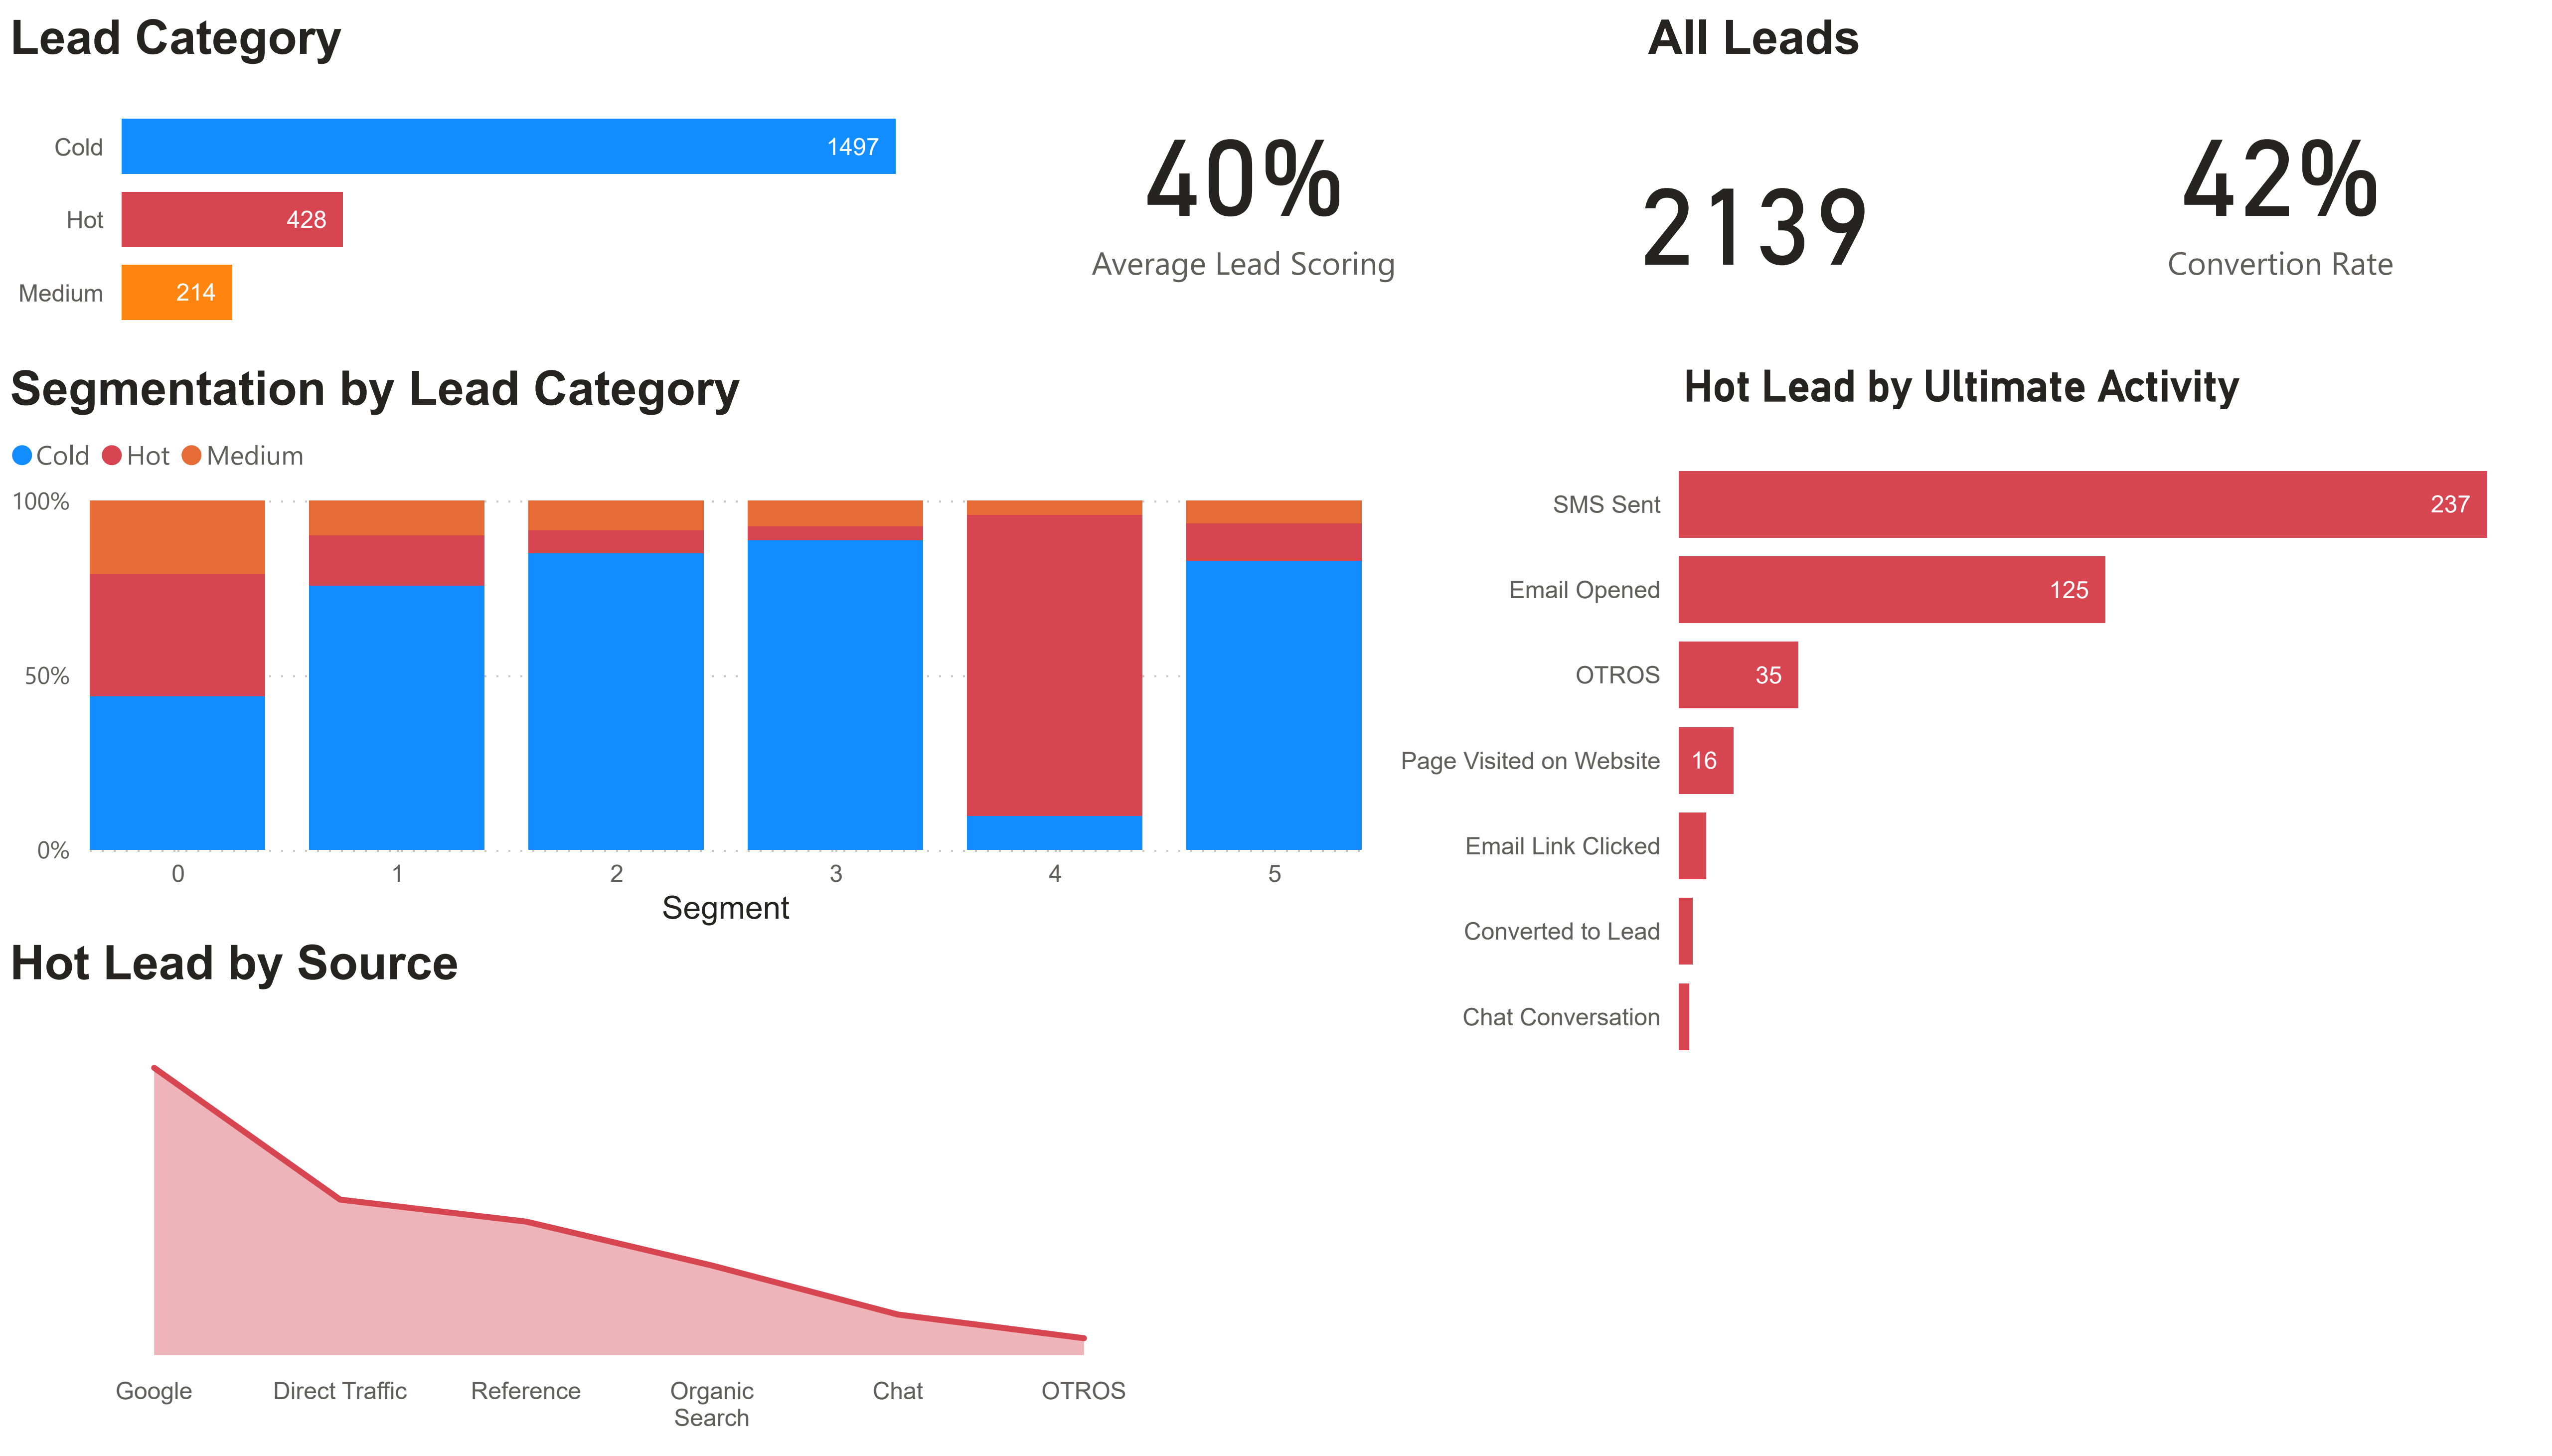 Lead Category
Cold
1497
Hot
428
Medium
214
40%
Average Lead Scoring
All Leads
2139
42%
Convertion Rate
Segmentation by Lead Category
Cold Hot Medium
100%
50%
0%
0 1 2 3 4 5
Segment
Hot Lead by Ultimate Activity
SMS Sent
237
Email Opened
125
OTROS
35
Page Visited on Website
16
Email Link Clicked
Converted to Lead
Chat Conversation
Hot Lead by Source
Google
Direct Traffic
Reference
Organic
Search
Chat
OTROS